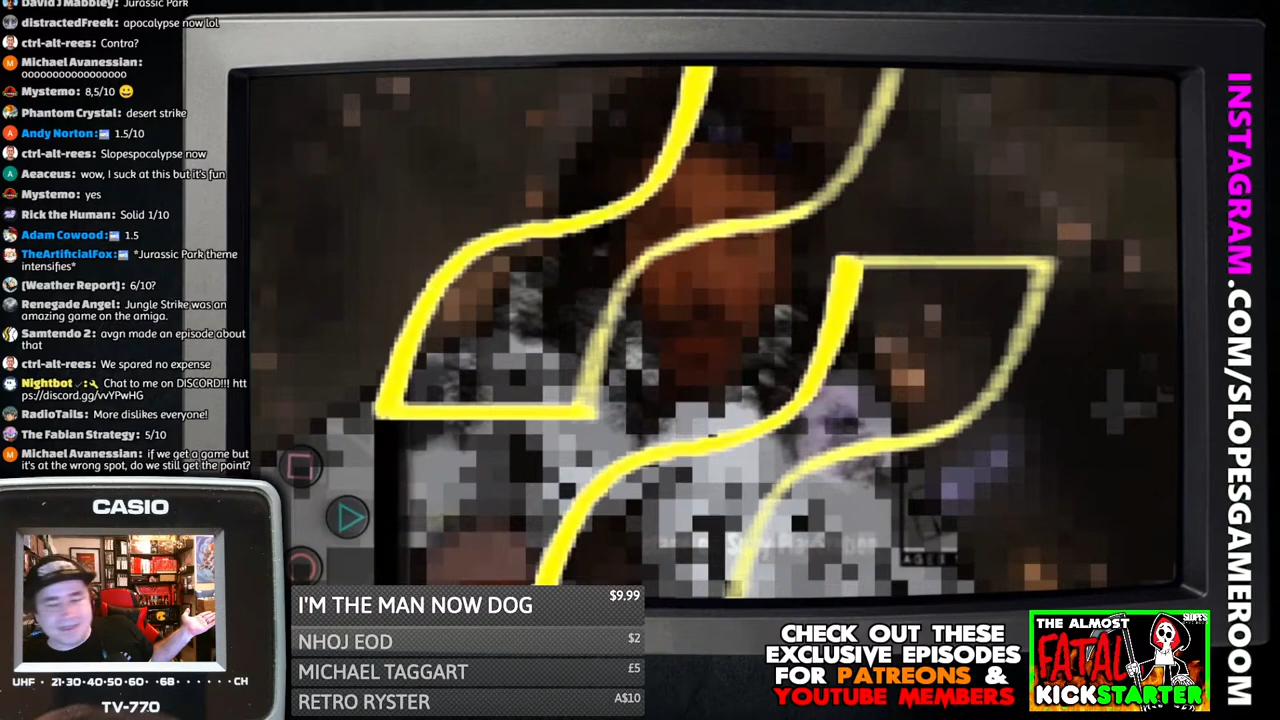 David J Mabbley: Jurassic Park
distractedFreek: apocalypse now lol
ctrl-alt-rees: Contra?
Michael Avanessian:
oooooooooooooooo
Mystemo: 8,5/10 😀
Phantom Crystal: desert strike
Andy Norton: 1.5/10
ctrl-alt-rees: Slopespocalypse now
Aeaceus: wow, I suck at this but it's fun
Mystemo: yes
Rick the Human: Solid 1/10
Adam Cowood: 1.5
TheArtificialFox: *Jurassic Park theme
intensifies*
[Weather Report]: 6/10?
Renegade Angel: Jungle Strike was an
amazing game on the amiga.
Samtendo 2: avgn made an episode about
that
ctrl-alt-rees: We spared no expense
Nightbot: Chat to me on DISCORD!!! htt
ps://discord.gg/vvYPwHG
RadioTails: More dislikes everyone!
The Fabian Strategy: 5/10
Michael Avanessian: if we get a game but
it's at the wrong spot, do we still get the point?
CASIO
UHF · 21·30·40·50·60· ·68 · · · · · · CH
TV-770
I'M THE MAN NOW DOG $9.99
NHOJ EOD $2
MICHAEL TAGGART £5
RETRO RYSTER A$10
AGES
CHECK OUT THESE
EXCLUSIVE EPISODES
FOR PATREONS &
YOUTUBE MEMBERS
THE ALMOST
SLOPES
FATAL
KICKSTARTER
INSTAGRAM.COM/SLOPESGAMEROOM